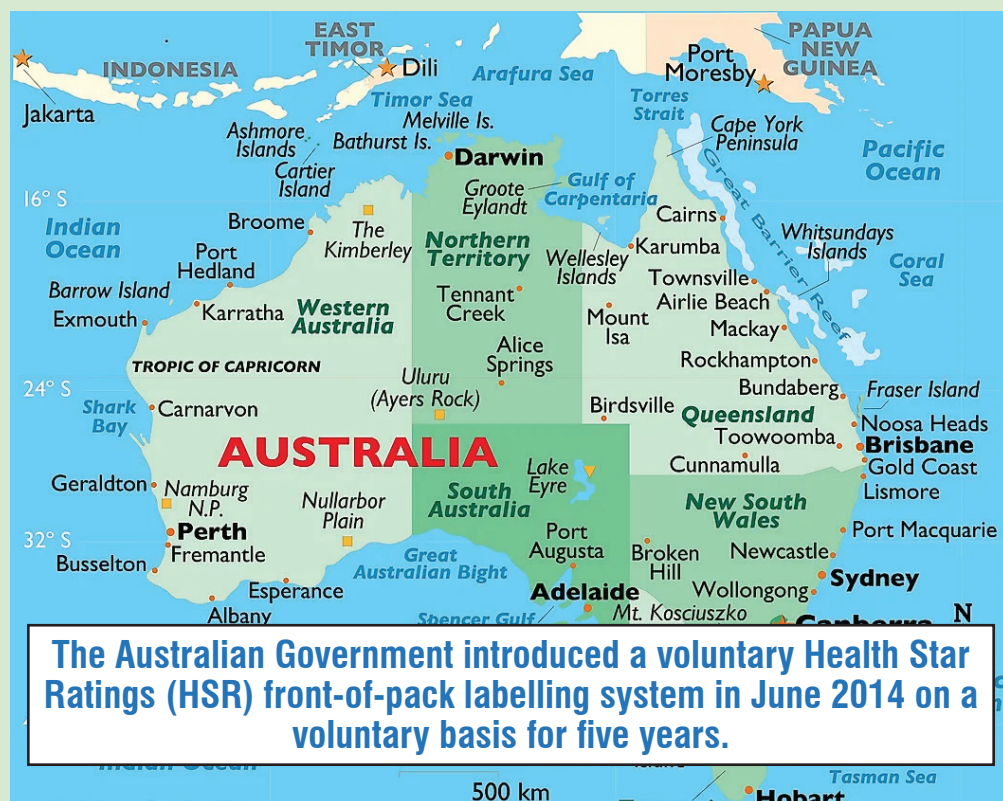 EAST
TIMOR
PAPUA
NEW
GUINEA
INDONESIA
Dili
Arafura Sea
Port
Moresby
Jakarta
Timor Sea
Torres
Strait
Melville Is.
Ashmore
Islands
Bathurst Is.
Cape York
Peninsula
Cartier
Island
Darwin
Pacific
Ocean
Great Barrier Reef
16° S
Groote
Eylandt
Gulf of
Carpentaria
Indian
Ocean
Broome
The
Kimberley
Northern
Territory
Cairns
Karumba
Whitsundays
Islands
Port
Hedland
Wellesley
Islands
Coral
Sea
Townsville
Barrow Island
Tennant
Creek
Airlie Beach
Exmouth
Karratha
Western
Australia
Mount
Isa
Mackay
TROPIC OF CAPRICORN
Alice
Springs
Rockhampton
24° S
Uluru
(Ayers Rock)
Bundaberg
Fraser Island
Shark
Bay
Carnarvon
Birdsville
Queensland
Noosa Heads
Toowoomba
Brisbane
AUSTRALIA
Lake
Eyre
Cunnamulla
Gold Coast
Geraldton
Namburg
N.P.
Nullarbor
Plain
South
Australia
New South
Wales
Lismore
Perth
Port
Augusta
Port Macquarie
32° S
Fremantle
Great
Australian Bight
Broken
Hill
Newcastle
Busselton
Esperance
Adelaide
Wollongong
Sydney
Albany
Spencer Gulf
Mt. Kosciuszko
Canberra
N
The Australian Government introduced a voluntary Health Star
Ratings (HSR) front-of-pack labelling system in June 2014 on a
voluntary basis for five years.
Indian Ocean
500 km
Tasman Sea
Hobart